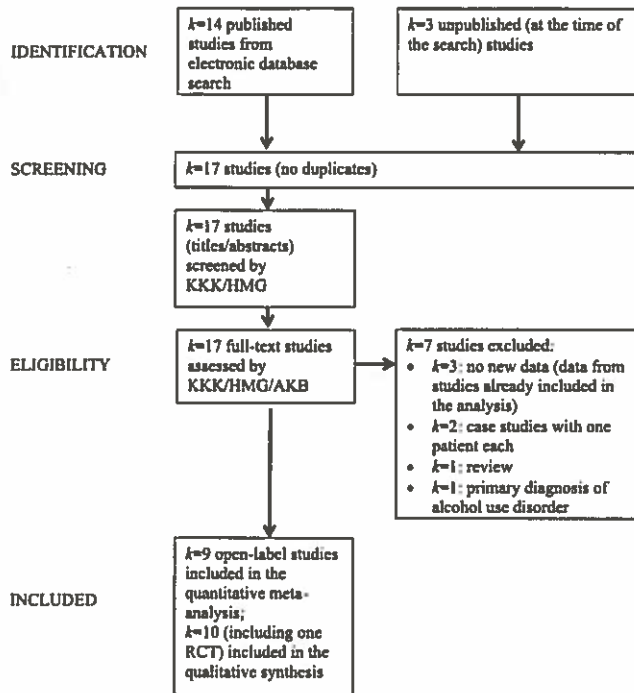 k=14 published
studies from
electronic database
search
k=3 unpublished (at the time of
the search) studies
IDENTIFICATION
SCREENING
k=17 studies (no duplicates)
k=17 studies
(titles/abstracts)
screened by
KKK/HMG
ELIGIBILITY
k=17 full-text studies
assessed by
KKK/HMG/AKB
k=7 studies excluded:
• k=3: no new data (data from
studies already included in
the analysis)
• k=2: case studies with one
patient each
• k=1: review
• k=1: primary diagnosis of
alcohol use disorder
INCLUDED
k=9 open-label studies
included in the
quantitative meta-
analysis;
k=10 (including one
RCT) included in the
qualitative synthesis